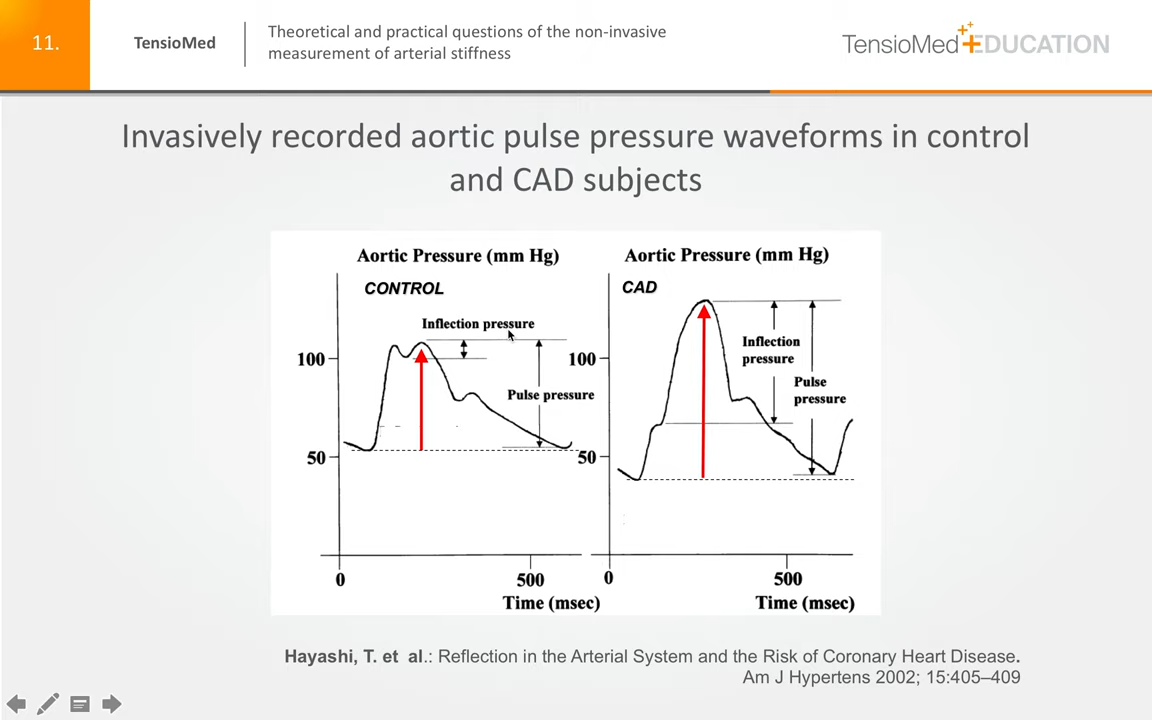 11.
TensioMed
Theoretical and practical questions of the non-invasive
measurement of arterial stiffness
TensioMed EDUCATION
Invasively recorded aortic pulse pressure waveforms in control
and CAD subjects
Aortic Pressure (mm Hg)
CONTROL
Inflection pressure
100
Pulse pressure
50
0
500
Time (msec)
Aortic Pressure (mm Hg)
CAD
Inflection
pressure
100
Pulse
pressure
50
0
500
Time (msec)
Hayashi, T. et al.: Reflection in the Arterial System and the Risk of Coronary Heart Disease.
Am J Hypertens 2002; 15:405–409